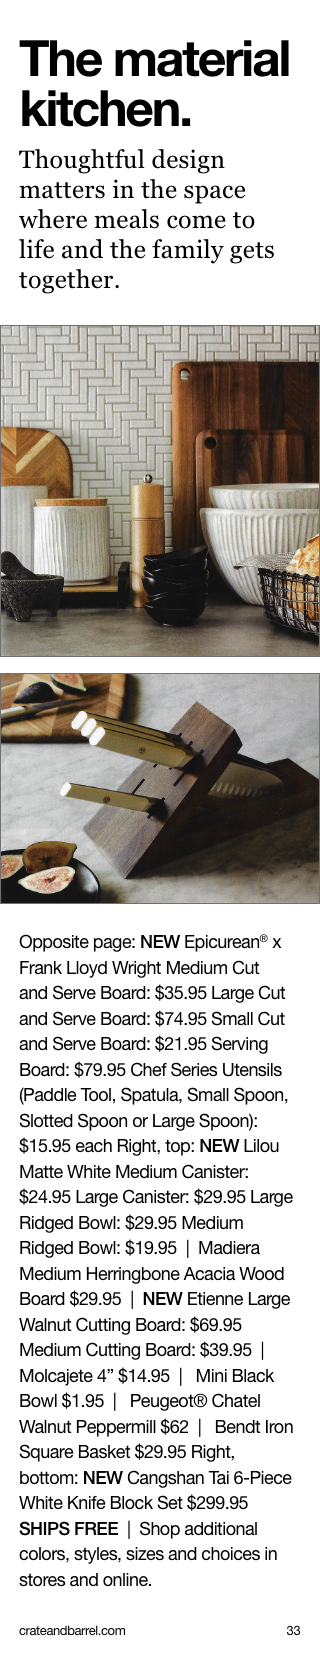 The material
kitchen.
Thoughtful design
matters in the space
where meals come to
life and the family gets
together.
Opposite page: NEW Epicurean® x
Frank Lloyd Wright Medium Cut
and Serve Board: $35.95 Large Cut
and Serve Board: $74.95 Small Cut
and Serve Board: $21.95 Serving
Board: $79.95 Chef Series Utensils
(Paddle Tool, Spatula, Small Spoon,
Slotted Spoon or Large Spoon):
$15.95 each Right, top: NEW Lilou
Matte White Medium Canister:
$24.95 Large Canister: $29.95 Large
Ridged Bowl: $29.95 Medium
Ridged Bowl: $19.95 | Madiera
Medium Herringbone Acacia Wood
Board $29.95 | NEW Etienne Large
Walnut Cutting Board: $69.95
Medium Cutting Board: $39.95 |
Molcajete 4” $14.95 | Mini Black
Bowl $1.95 | Peugeot® Chatel
Walnut Peppermill $62 | Bendt Iron
Square Basket $29.95 Right,
bottom: NEW Cangshan Tai 6-Piece
White Knife Block Set $299.95
SHIPS FREE | Shop additional
colors, styles, sizes and choices in
stores and online.
crateandbarrel.com 33